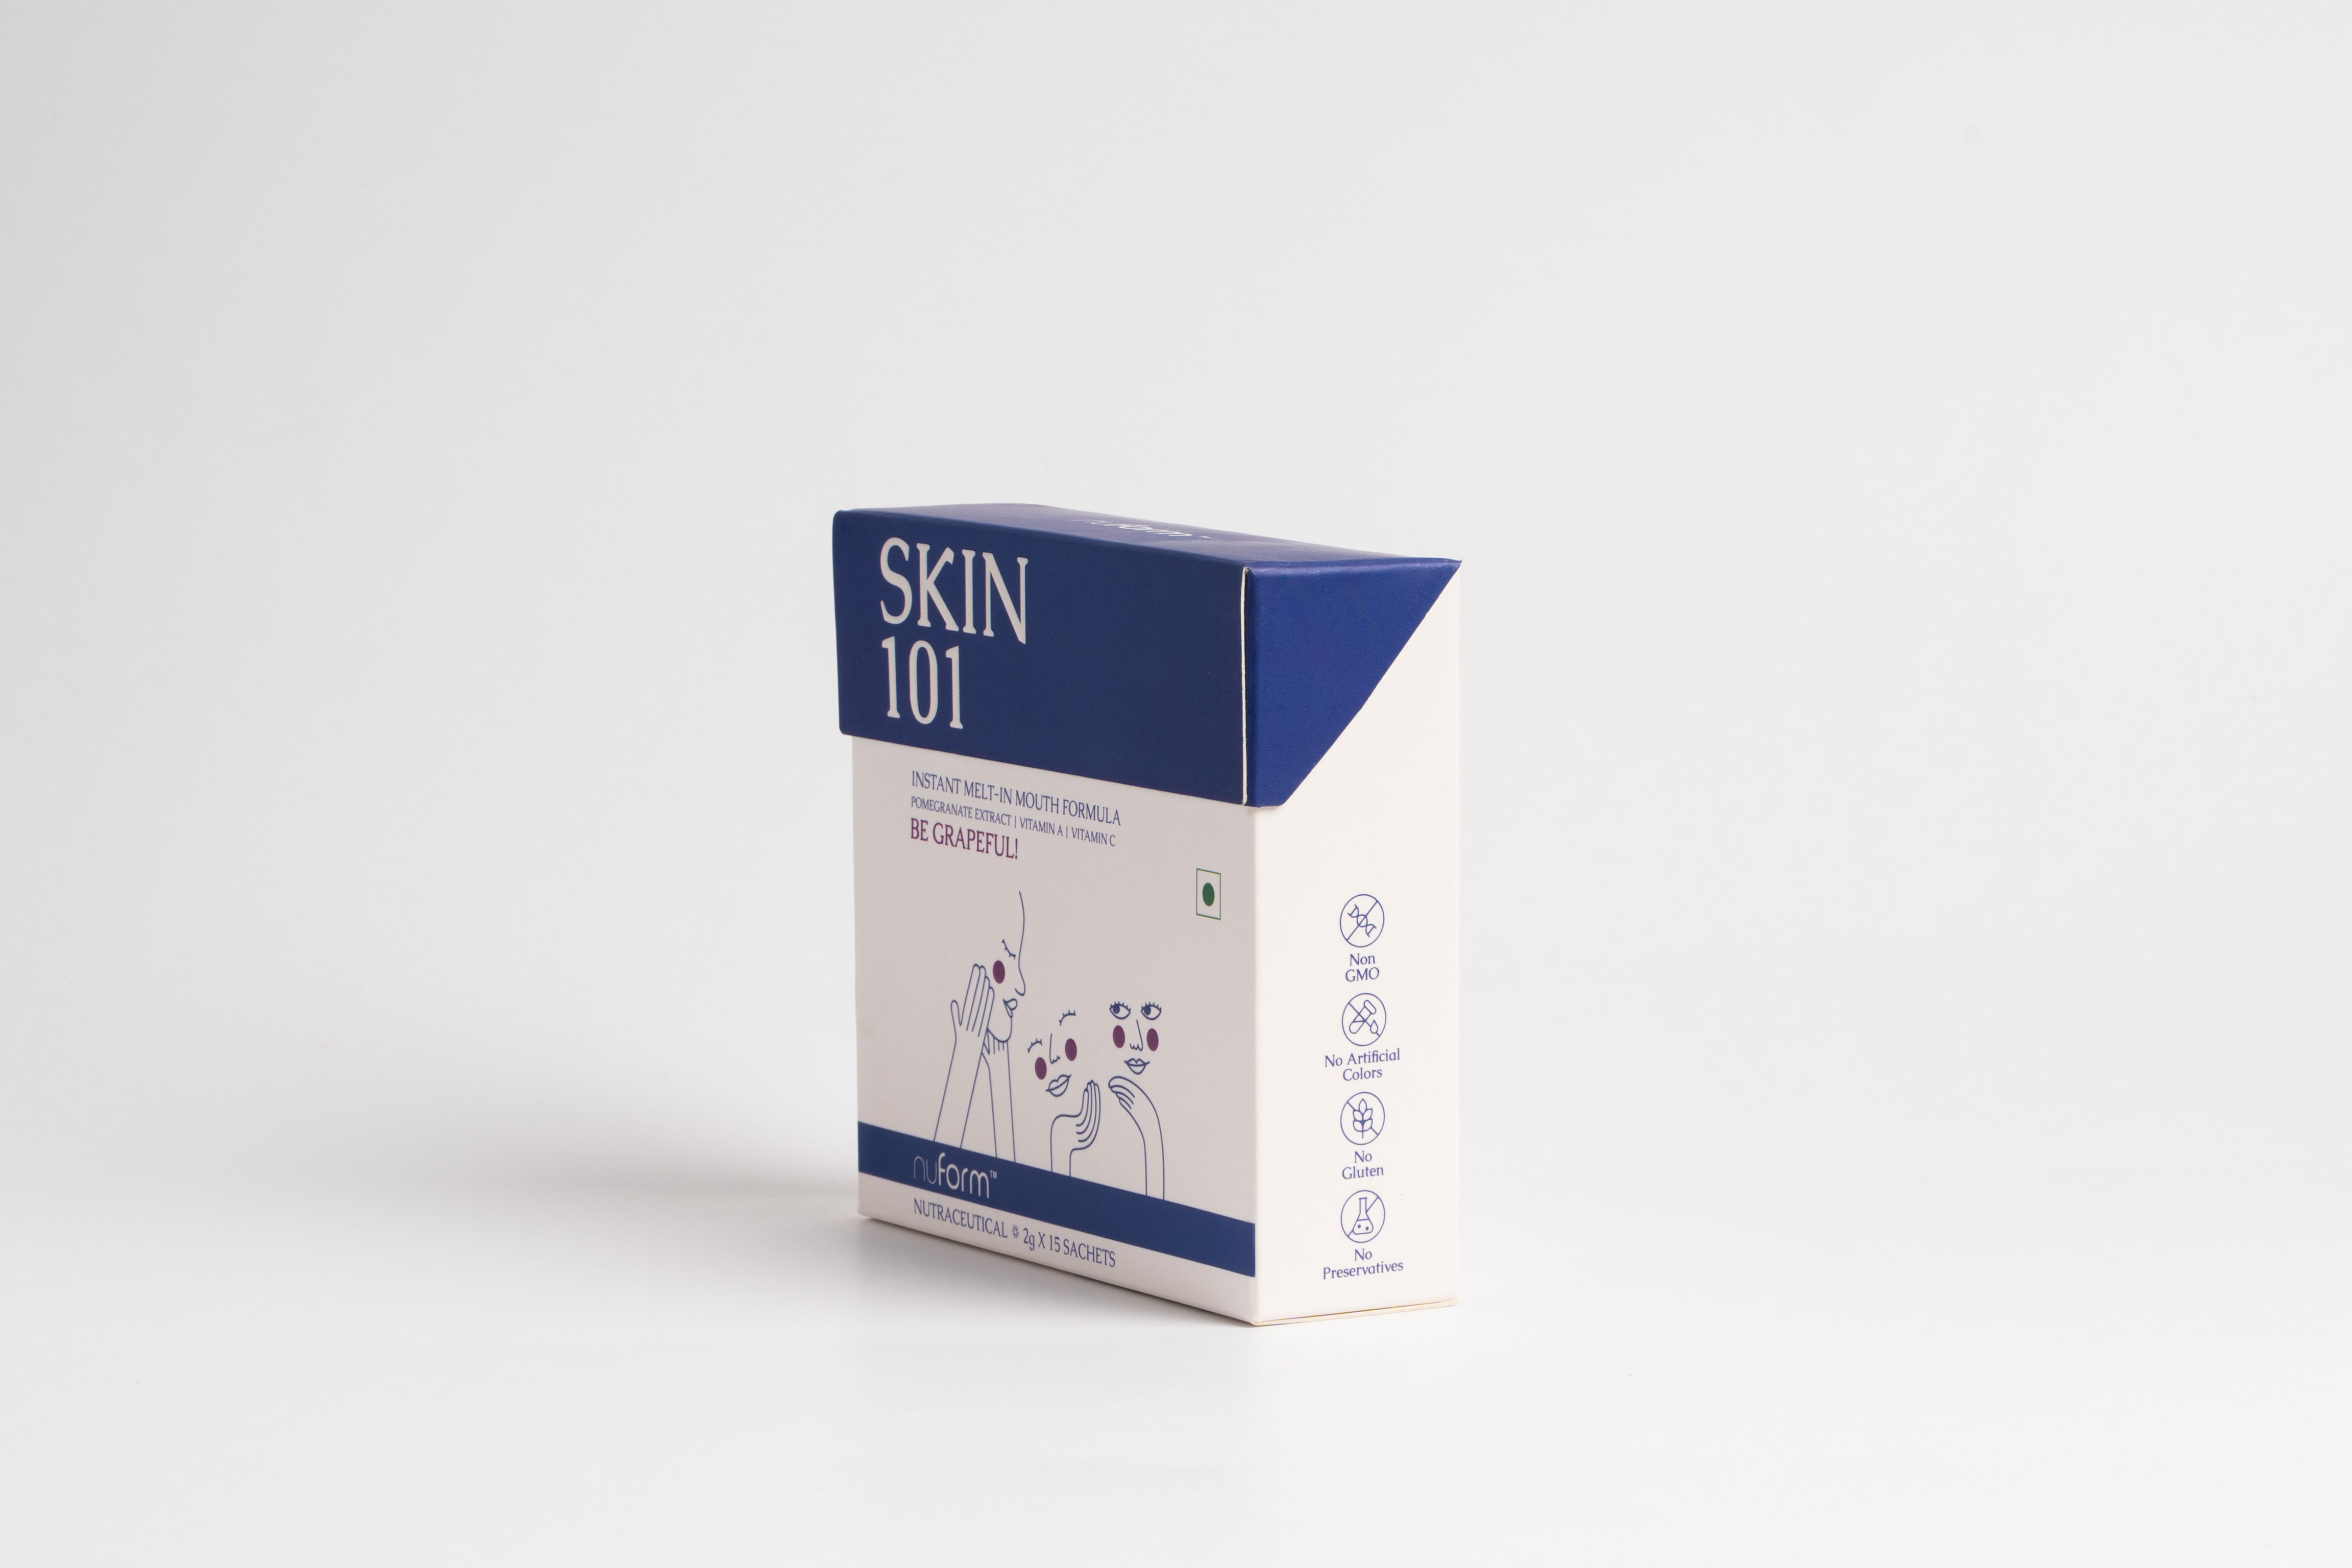 nuform
SKIN
101
INSTANT MELT-IN MOUTH FORMULA
POMEGRANATE EXTRACT | VITAMIN A | VITAMIN C
BE GRAPEFUL!
nuform™
NUTRACEUTICAL ☼ 2g X 15 SACHETS
Non
GMO
No Artificial
Colors
No
Gluten
No
Preservatives